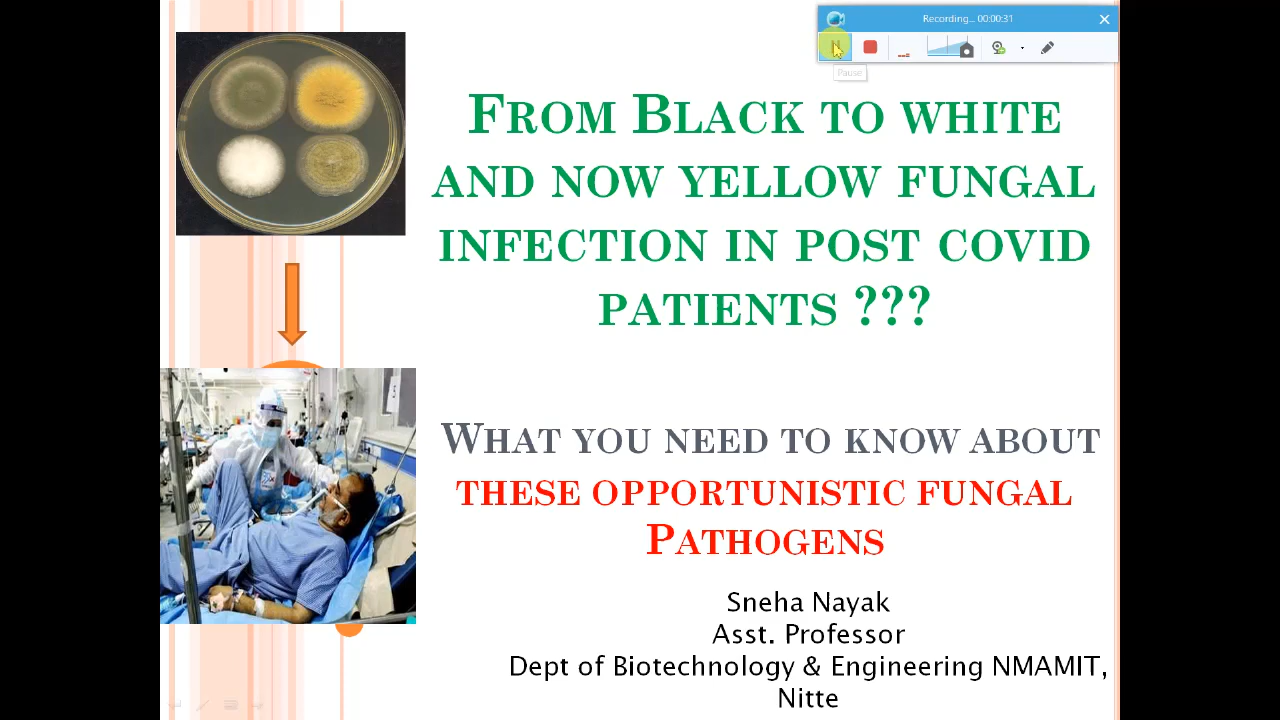 Recording... 00:00:31
Pause
FROM BLACK TO WHITE
AND NOW YELLOW FUNGAL
INFECTION IN POST COVID
PATIENTS ???
WHAT YOU NEED TO KNOW ABOUT
THESE OPPORTUNISTIC FUNGAL
PATHOGENS
Sneha Nayak
Asst. Professor
Dept of Biotechnology & Engineering NMAMIT,
Nitte